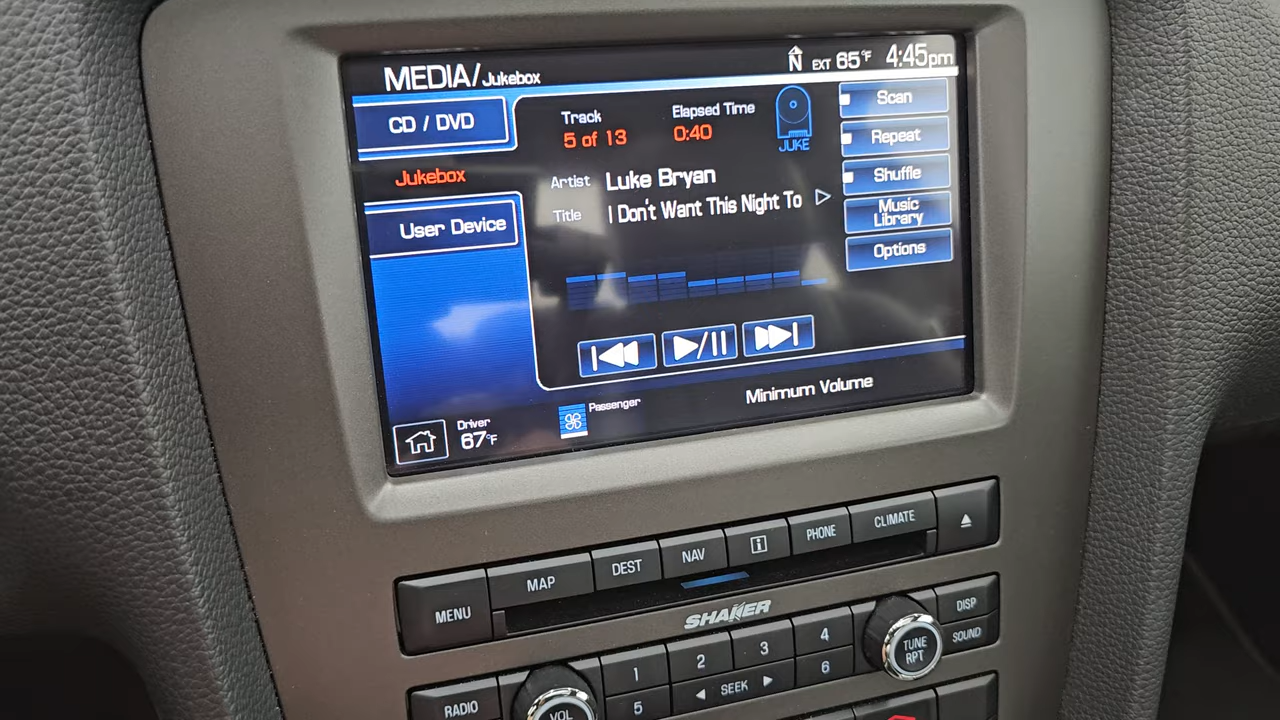 MEDIA/Jukebox
N EXT 65°F 4:45pm
CD / DVD
Jukebox
User Device
Track
5 of 13
Elapsed Time
0:40
JUKE
Artist Luke Bryan
Title I Don't Want This Night To
Scan
Repeat
Shuffle
Music
Library
Options
Minimum Volume
Driver
67°F
Passenger
MENU
MAP
DEST
NAV
i
PHONE
CLIMATE
SHAKER
RADIO
VOL
1
2
3
4
5
SEEK
6
TUNE
RPT
DISP
SOUND